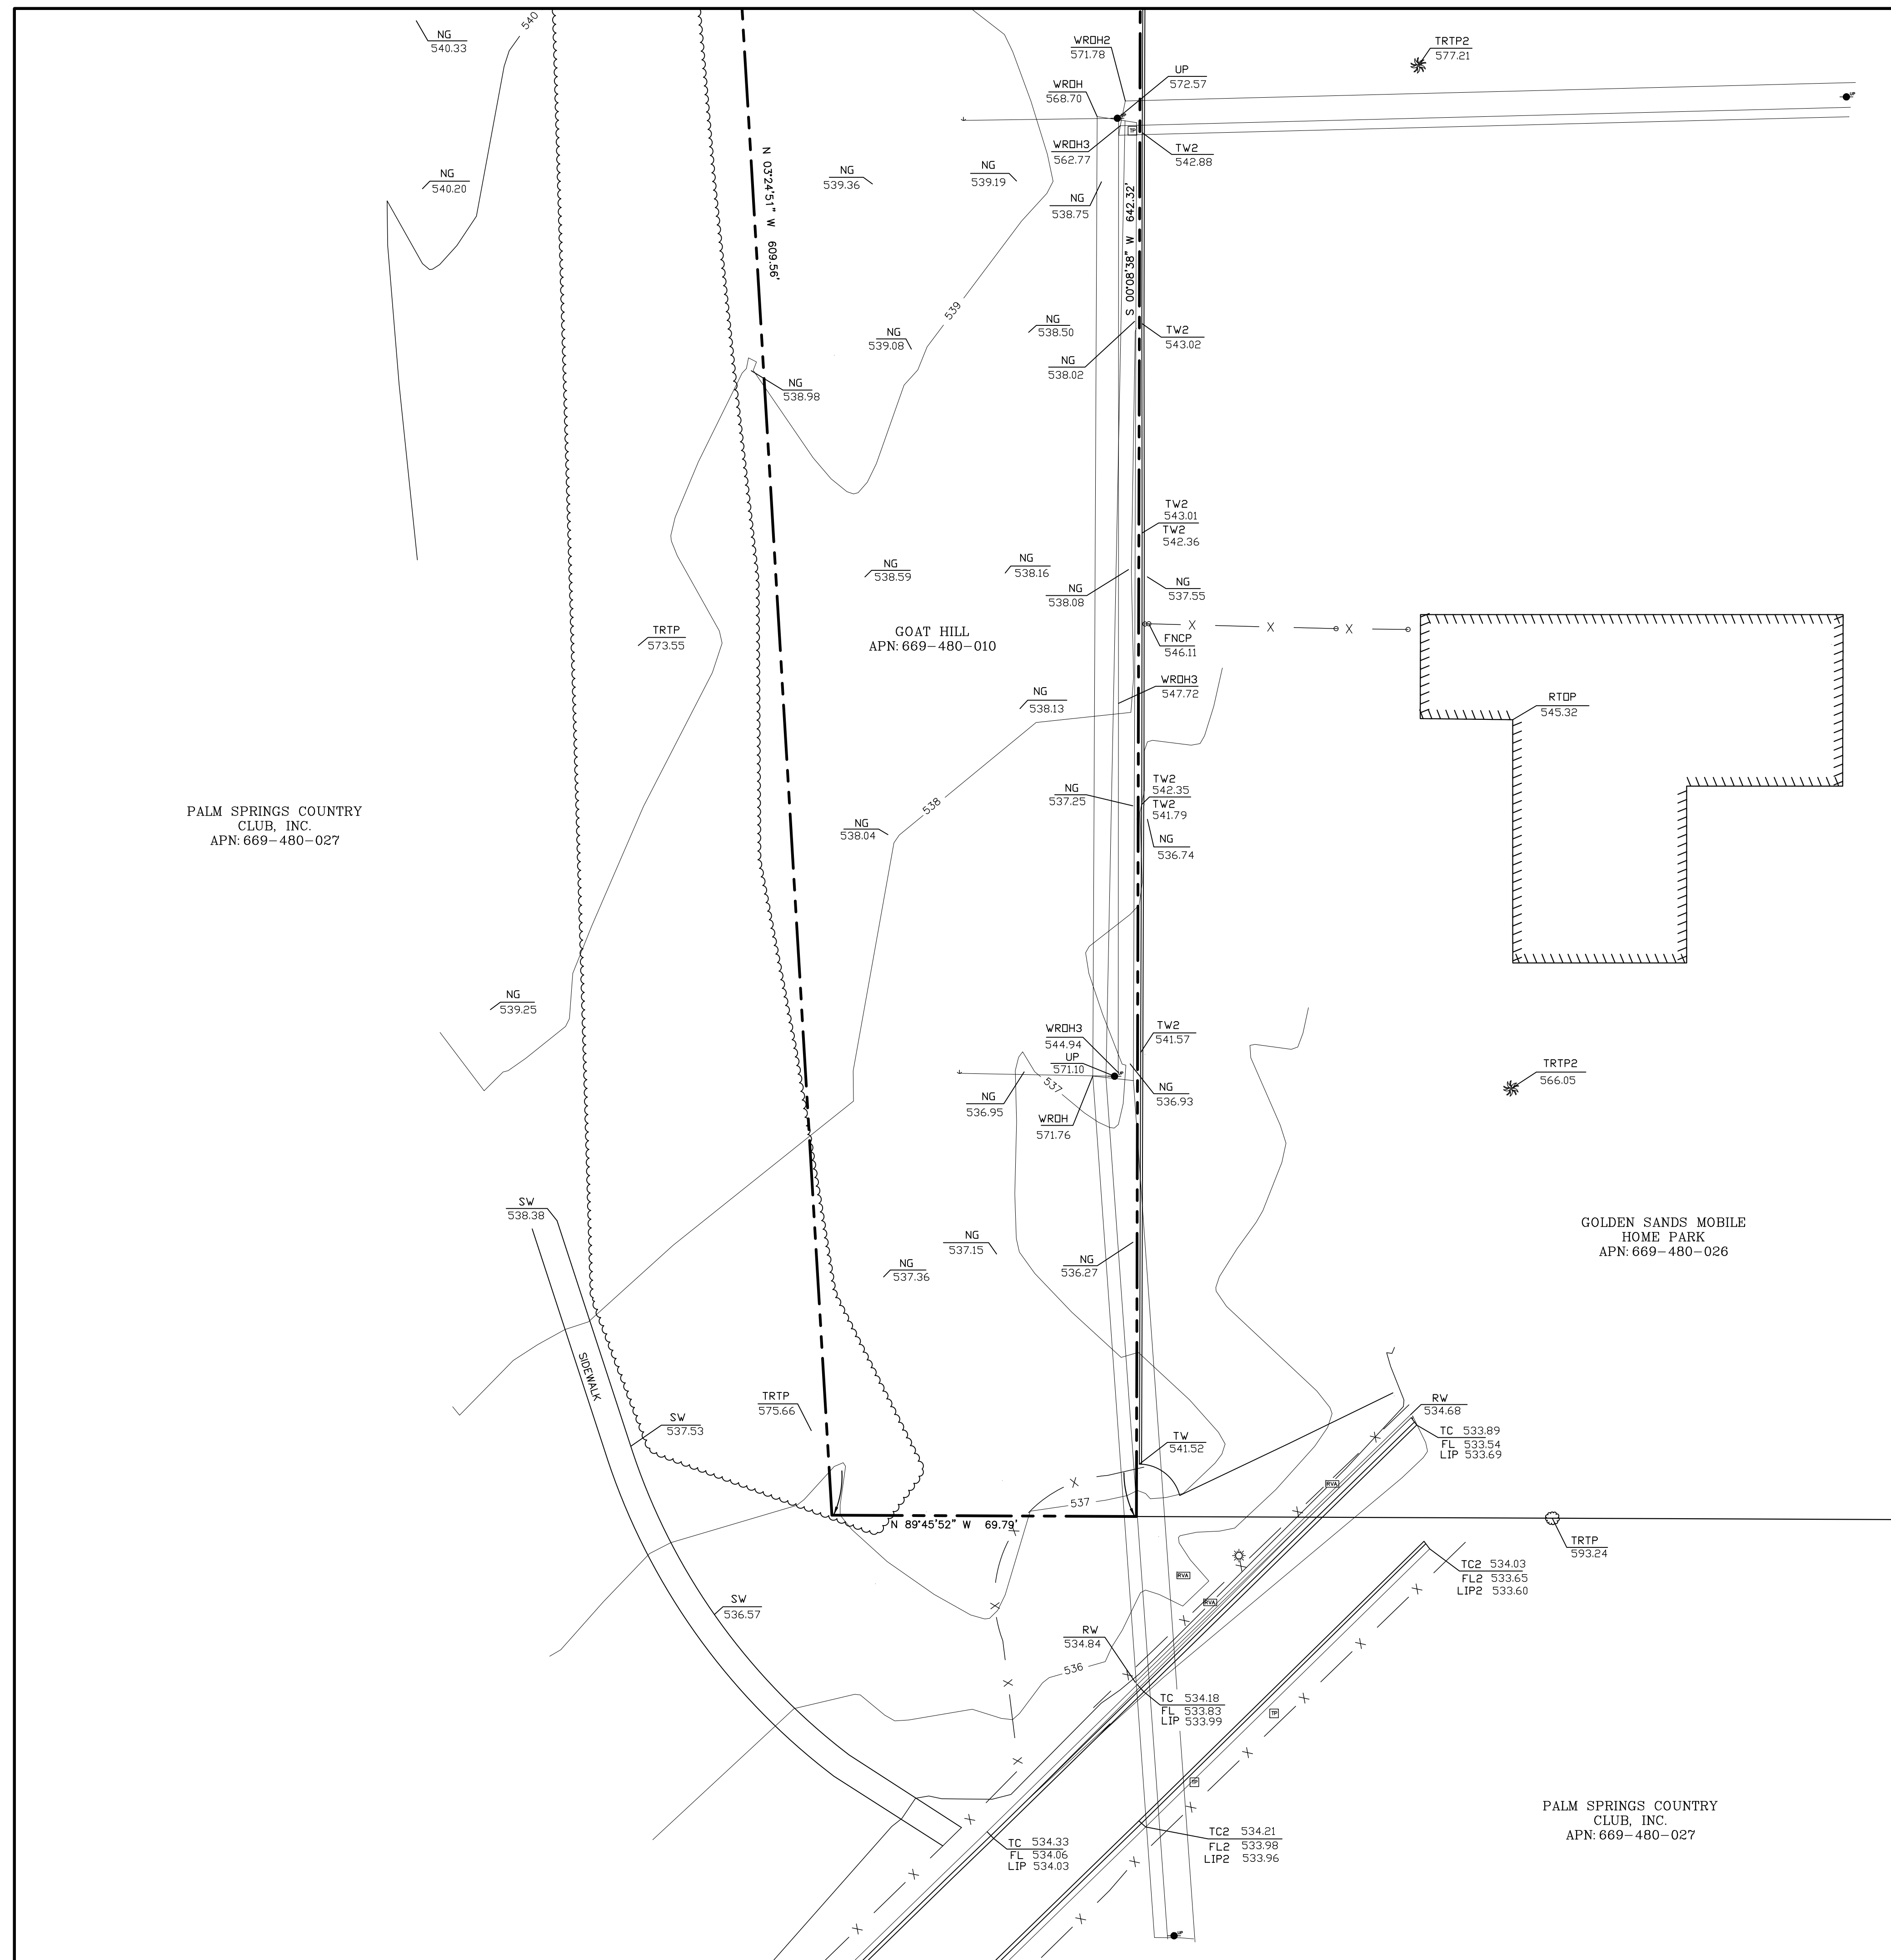 540
NG
540.33
WROH2
571.78
WROH
568.70
UP
572.57
TRTP2
577.21
UP
UP
TP
WROH3
562.77
TW2
542.88
NG
540.20
N 03°24'51" W 609.56'
NG
539.36
NG
539.19
NG
538.75
S 00°08'38" W 642.32'
539
NG
539.08
NG
538.50
NG
538.02
TW2
543.02
NG
538.98
TW2
543.01
TW2
542.36
NG
538.59
NG
538.16
NG
538.08
NG
537.55
TRTP
573.55
GOAT HILL
APN: 669-480-010
X X X
FNCP
546.11
WROH3
547.72
NG
538.13
RTOP
545.32
PALM SPRINGS COUNTRY
CLUB, INC.
APN: 669-480-027
538
NG
537.25
TW2
542.35
TW2
541.79
NG
538.04
NG
536.74
NG
539.25
WROH3
544.94
UP
571.10
UP
TW2
541.57
537
NG
536.95
NG
536.93
WROH
571.76
TRTP2
566.05
SW
538.38
NG
537.15
NG
537.36
NG
536.27
GOLDEN SANDS MOBILE
HOME PARK
APN: 669-480-026
SIDEWALK
TRTP
575.66
SW
537.53
TW
541.52
RW
534.68
TC 533.89
FL 533.54
LIP 533.69
RVA
537
N 89°45'52" W 69.79'
TRTP
593.24
RVA
RVA
TC2 534.03
FL2 533.65
LIP2 533.60
SW
536.57
RW
534.84
536
TC 534.18
FL 533.83
LIP 533.99
TP
PALM SPRINGS COUNTRY
CLUB, INC.
APN: 669-480-027
TC 534.33
FL 534.06
LIP 534.03
TC2 534.21
FL2 533.98
LIP2 533.96
UP